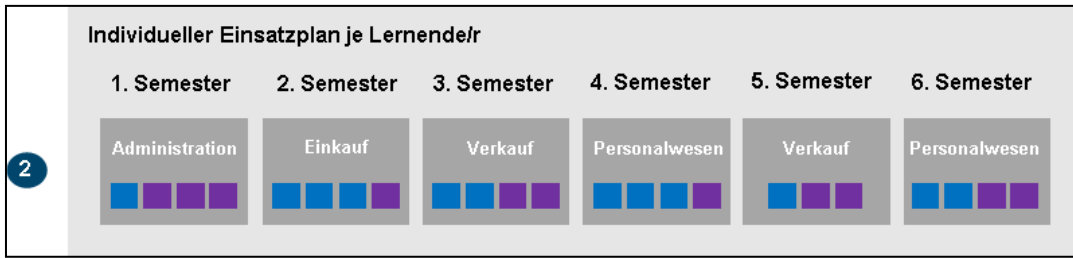 Individueller Einsatzplan je Lernende/r
1. Semester 2. Semester 3. Semester 4. Semester 5. Semester 6. Semester
Administration Einkauf Verkauf Personalwesen Verkauf Personalwesen
2